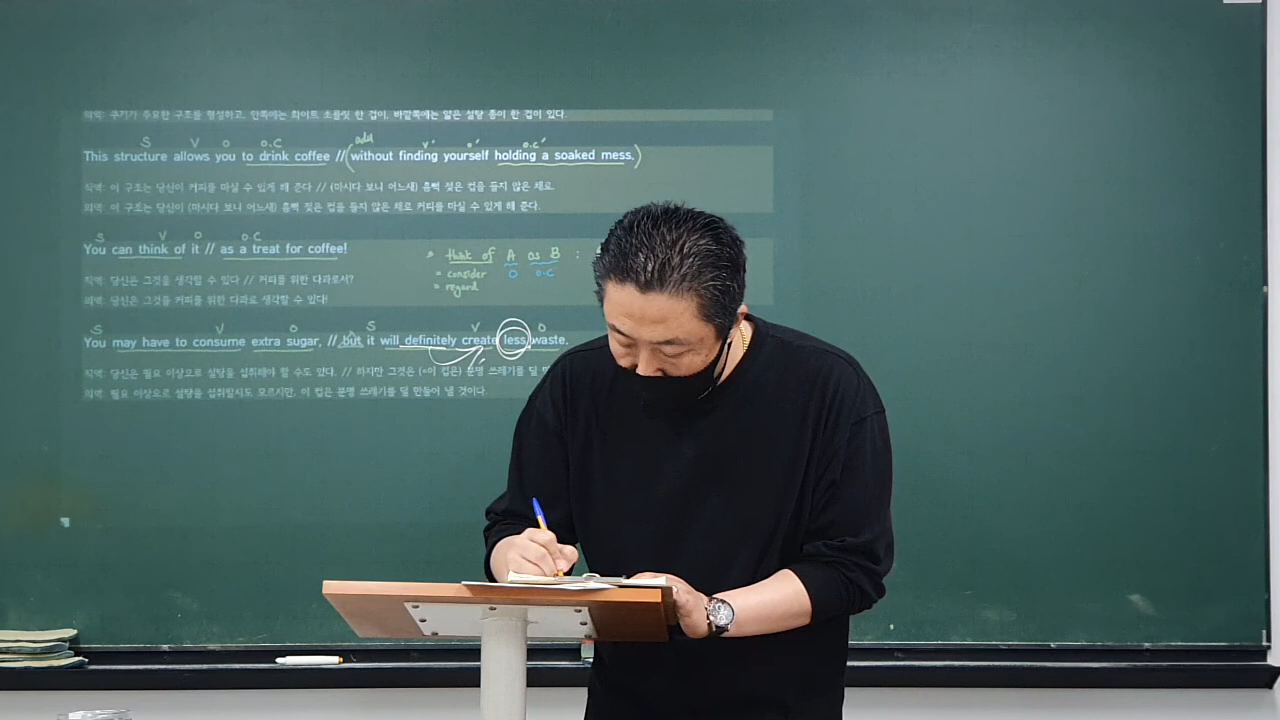 의역: 쿠키가 주요한 구조를 형성하고, 안쪽에는 화이트 초콜릿 한 겹이, 바깥쪽에는 얇은 설탕 종이 한 겹이 있다.
S V O O.C adv V' O' O.C'
This structure allows you to drink coffee // (without finding yourself holding a soaked mess.)
직역: 이 구조는 당신이 커피를 마실 수 있게 해 준다 // (마시다 보니 어느새) 흠뻑 젖은 컵을 들지 않은 채로.
의역: 이 구조는 당신이 (마시다 보니 어느새) 흠뻑 젖은 컵을 들지 않은 채로 커피를 마실 수 있게 해 준다.
S V O O.C
You can think of it // as a treat for coffee!
think of A as B :
= consider O O.C
= regard
직역: 당신은 그것을 생각할 수 있다 // 커피를 위한 다과로서?
의역: 당신은 그것을 커피를 위한 다과로 생각할 수 있다!
S V O S V O
You may have to consume extra sugar, // but it will definitely create less waste.
직역: 당신은 필요 이상으로 설탕을 섭취해야 할 수도 있다. // 하지만 그것은 (=이 컵은) 분명 쓰레기를 덜
의역: 필요 이상으로 설탕을 섭취할지도 모르지만, 이 컵은 분명 쓰레기를 덜 만들어 낼 것이다.